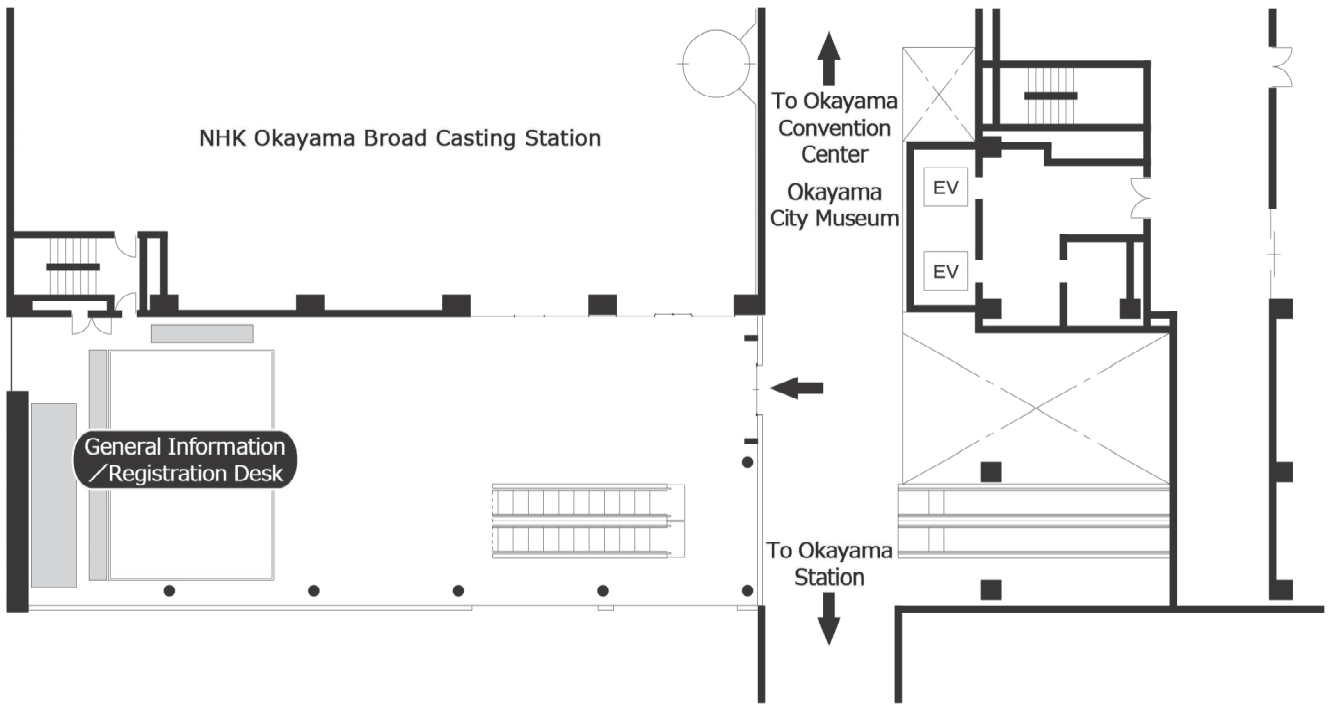 NHK Okayama Broad Casting Station
To Okayama
Convention
Center
Okayama
City Museum
EV
EV
General Information
／Registration Desk
To Okayama
Station